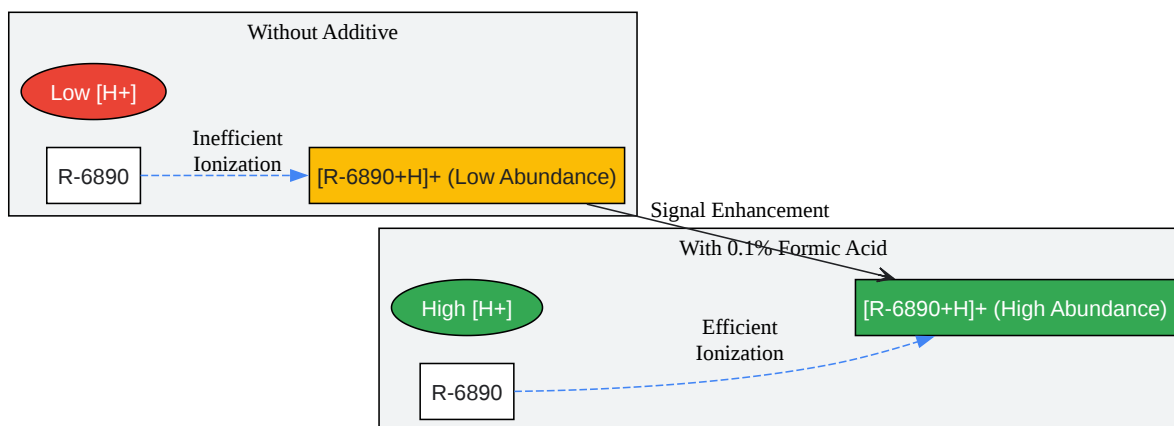 Without Additive
Low [H+]
Inefficient
Ionization
R-6890
[R-6890+H]+ (Low Abundance)
Signal Enhancement
With 0.1% Formic Acid
High [H+]
[R-6890+H]+ (High Abundance)
Efficient
Ionization
R-6890